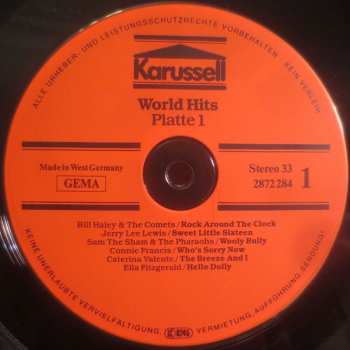 ALLE URHEBER- UND LEISTUNGSSCHUTZRECHTE VORBEHALTEN · KEIN VERLEIH!
Karussell
World Hits
Platte 1
Made in West Germany
GEMA
Stereo 33
2872 284
1
Bill Haley & The Comets/Rock Around The Clock
Jerry Lee Lewis/Sweet Little Sixteen
Sam The Sham & The Pharaohs/Wooly Bully
Connie Francis/Who's Sorry Now
Caterina Valente/The Breeze And I
Ella Fitzgerald/Hello Dolly
KEINE UNERLAUBTE VERVIELFÄLTIGUNG, VERMIETUNG, AUFFÜHRUNG, SENDUNG!